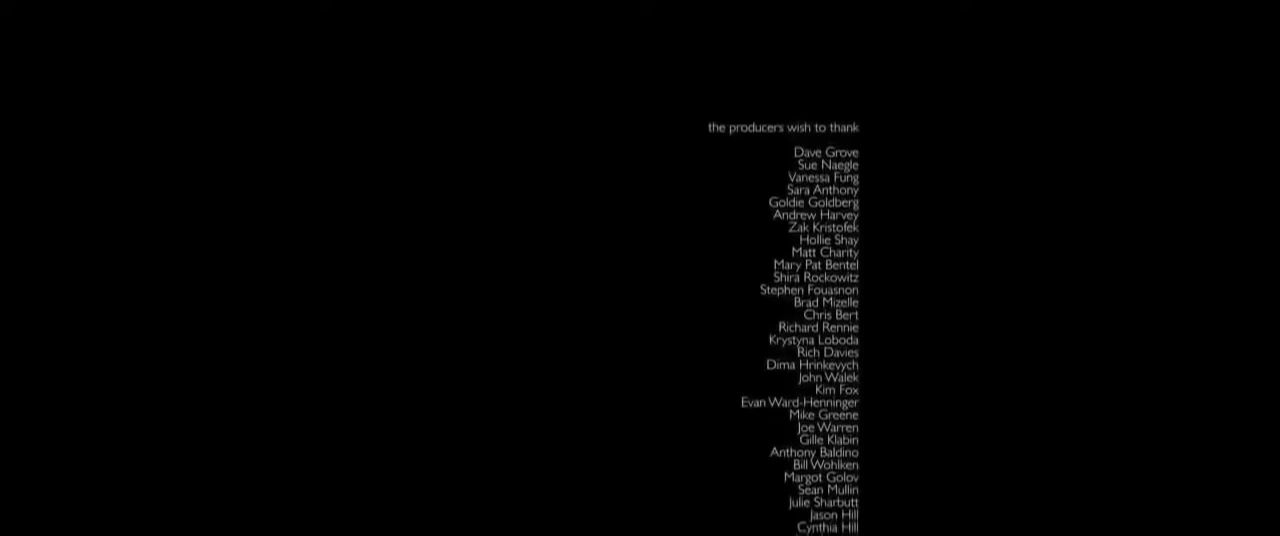 the producers wish to thank
Dave Grove
Sue Naegle
Vanessa Fung
Sara Anthony
Goldie Goldberg
Andrew Harvey
Zak Kristofek
Hollie Shay
Matt Charity
Mary Pat Bentel
Shira Rockowitz
Stephen Fouasnon
Brad Mizelle
Chris Bert
Richard Rennie
Krystyna Loboda
Rich Davies
Dima Hrinkevych
John Walek
Kim Fox
Evan Ward-Henninger
Mike Greene
Joe Warren
Gille Klabin
Anthony Baldino
Bill Wohlken
Margot Golov
Sean Mullin
Julie Sharbutt
Jason Hill
Cynthia Hill